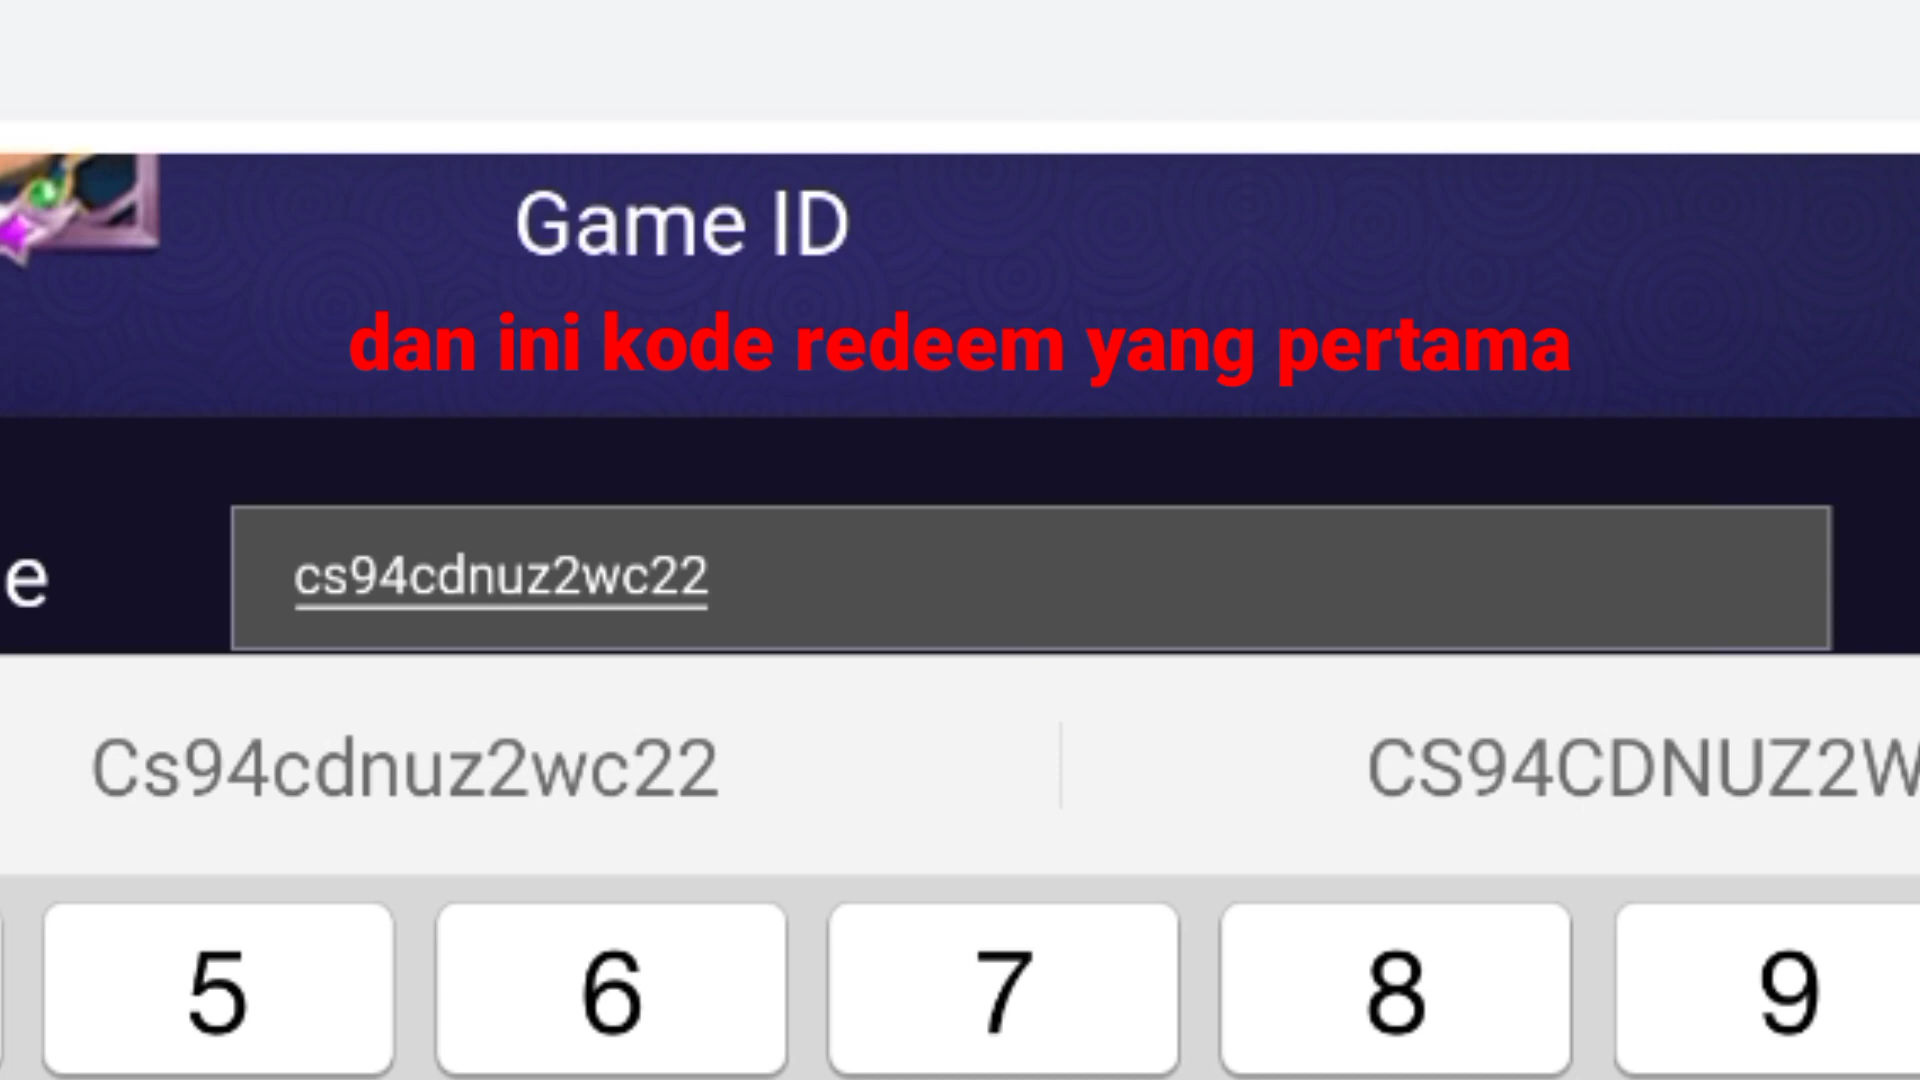 Game ID
dan ini kode redeem yang pertama
e
cs94cdnuz2wc22
Cs94cdnuz2wc22 CS94CDNUZ2W
5 6 7 8 9